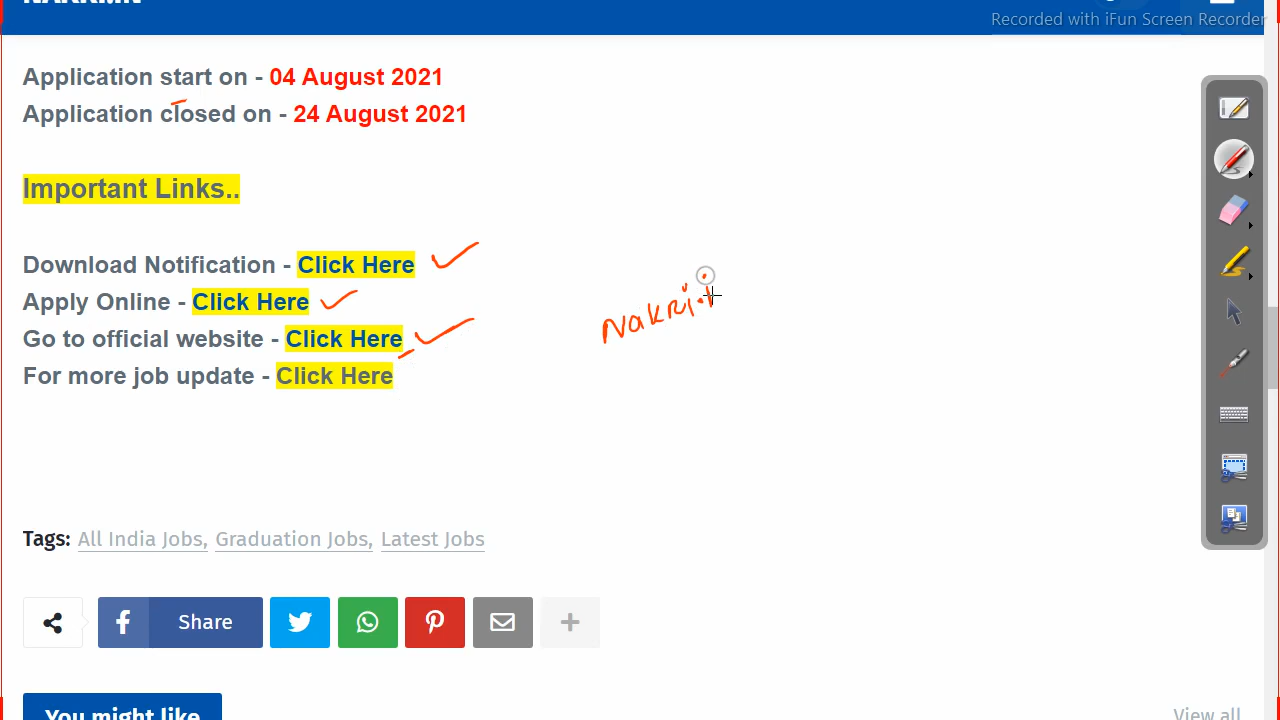 Recorded with iFun Screen Recorder
Application start on - 04 August 2021
Application closed on - 24 August 2021
Important Links..
Download Notification - Click Here
Apply Online - Click Here
Go to official website - Click Here
For more job update - Click Here
Nakri
Tags: All India Jobs, Graduation Jobs, Latest Jobs
Share
You might like
View all